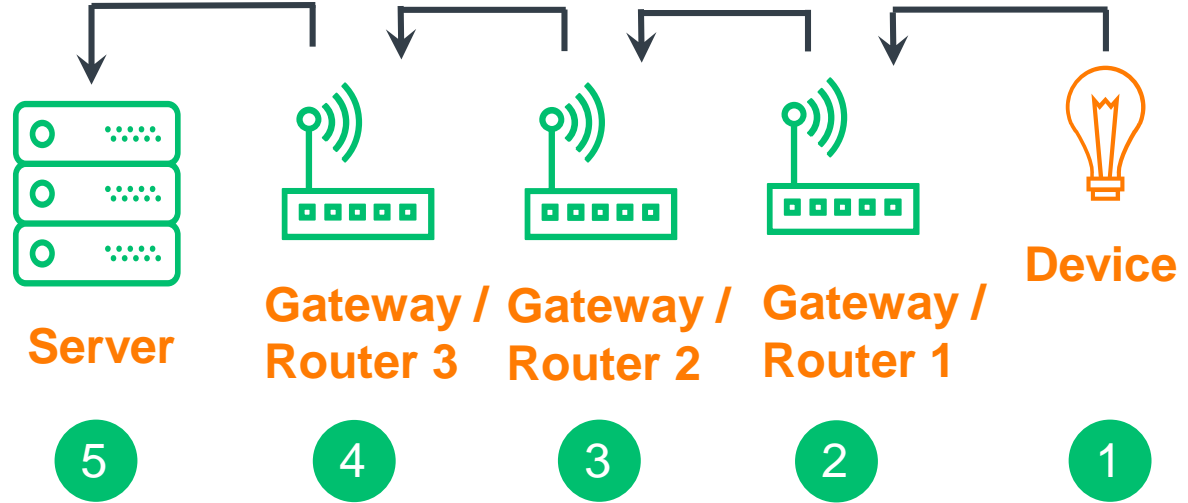 Device
Gateway / 
Router 3
Gateway / 
Router 2
Gateway / 
Router 1
Server
5
4
3
2
1